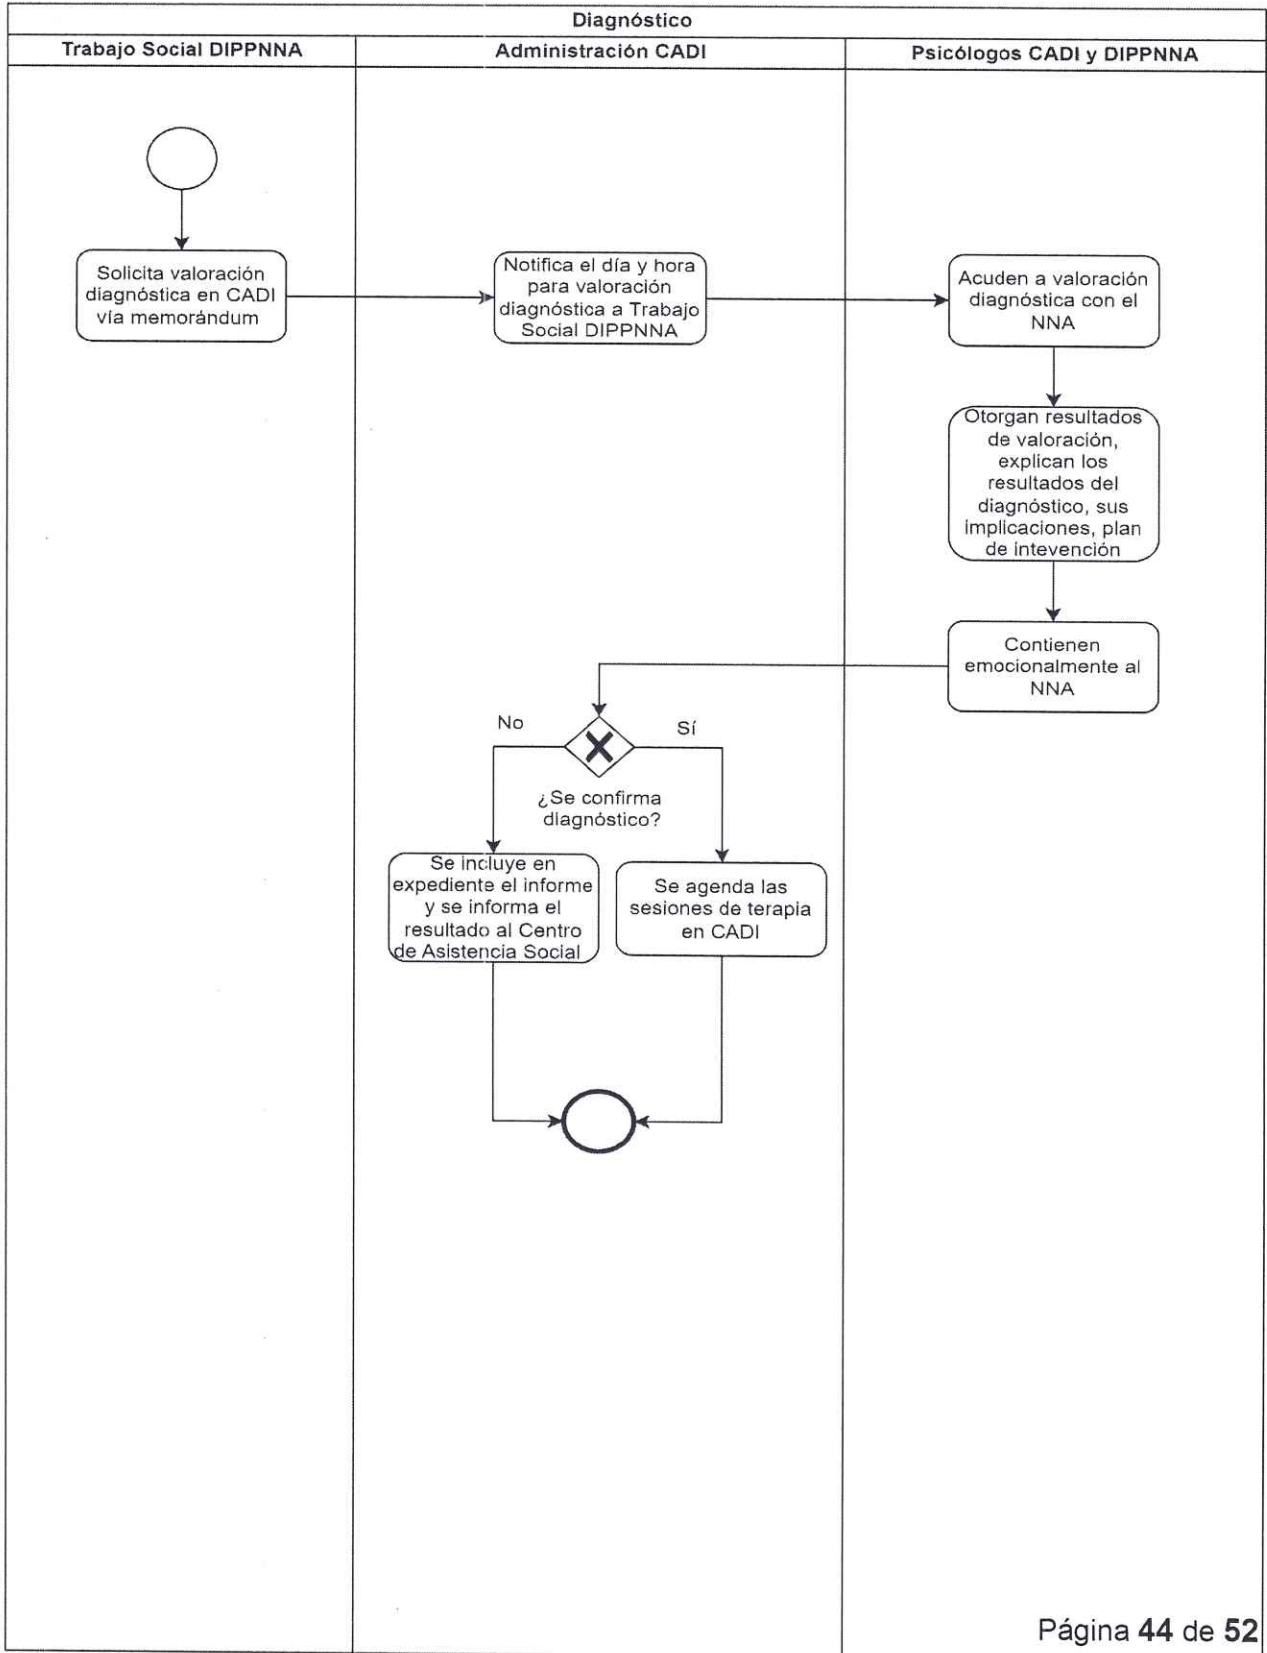 Diagnóstico
Trabajo Social DIPPNNA
Administración CADI
Psicólogos CADI y DIPPNNA
Solicita valoración
diagnóstica en CADI
vía memorándum
Notifica el día y hora
para valoración
diagnóstica a Trabajo
Social DIPPNNA
Acuden a valoración
diagnóstica con el
NNA
Otorgan resultados
de valoración,
explican los
resultados del
diagnóstico, sus
implicaciones, plan
de intevención
Contienen
emocionalmente al
NNA
No
Sí
¿Se confirma
diagnóstico?
Se incluye en
expediente el informe
y se informa el
resultado al Centro
de Asistencia Social
Se agenda las
sesiones de terapia
en CADI
Página 44 de 52